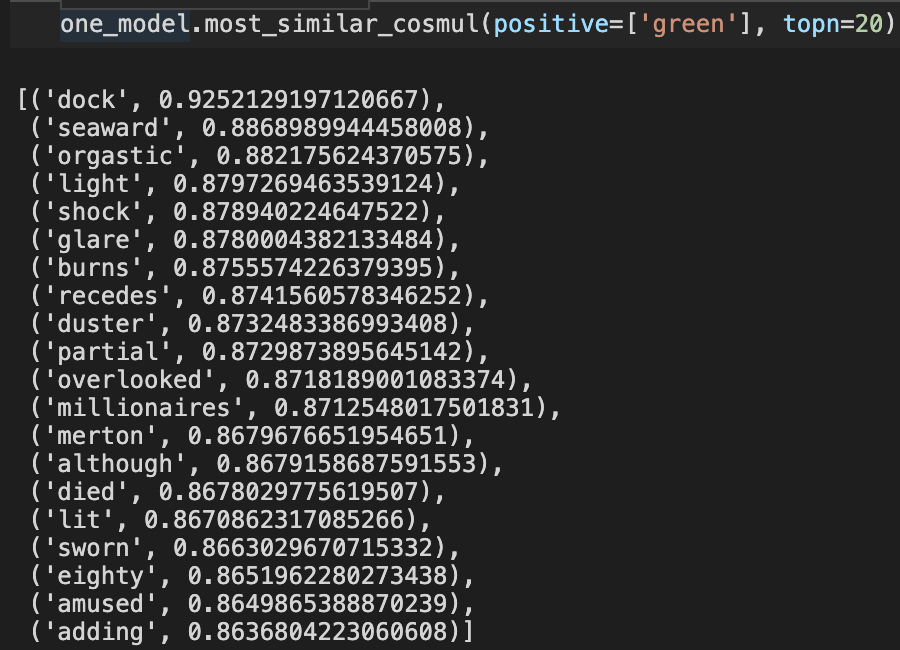 one_model.most_similar_cosmul(positive=['green'], topn=20)
[('dock', 0.9252129197120667),
('seaward', 0.8868989944458008),
('orgastic', 0.882175624370575),
('light', 0.8797269463539124),
('shock', 0.878940224647522),
('glare', 0.8780004382133484),
('burns', 0.8755574226379395),
('recedes', 0.8741560578346252),
('duster', 0.8732483386993408),
('partial', 0.8729873895645142),
('overlooked', 0.8718189001083374),
('millionaires', 0.8712548017501831),
('merton', 0.8679676651954651),
('although', 0.8679158687591553),
('died', 0.8678029775619507),
('lit', 0.8670862317085266),
('sworn', 0.8663029670715332),
('eighty', 0.8651962280273438),
('amused', 0.8649865388870239),
('adding', 0.8636804223060608)]